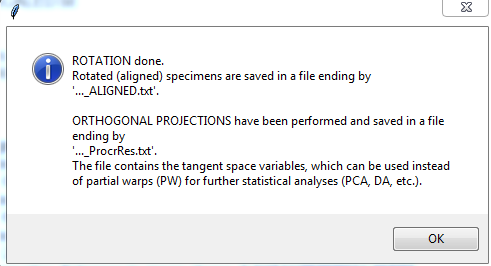 ROTATION done.
Rotated (aligned) specimens are saved in a file ending by
'..._ALIGNED.txt'.
ORTHOGONAL PROJECTIONS have been performed and saved in a file
ending by
'..._ProcrRes.txt'.
The file contains the tangent space variables, which can be used instead
of partial warps (PW) for further statistical analyses (PCA, DA, etc.).
OK